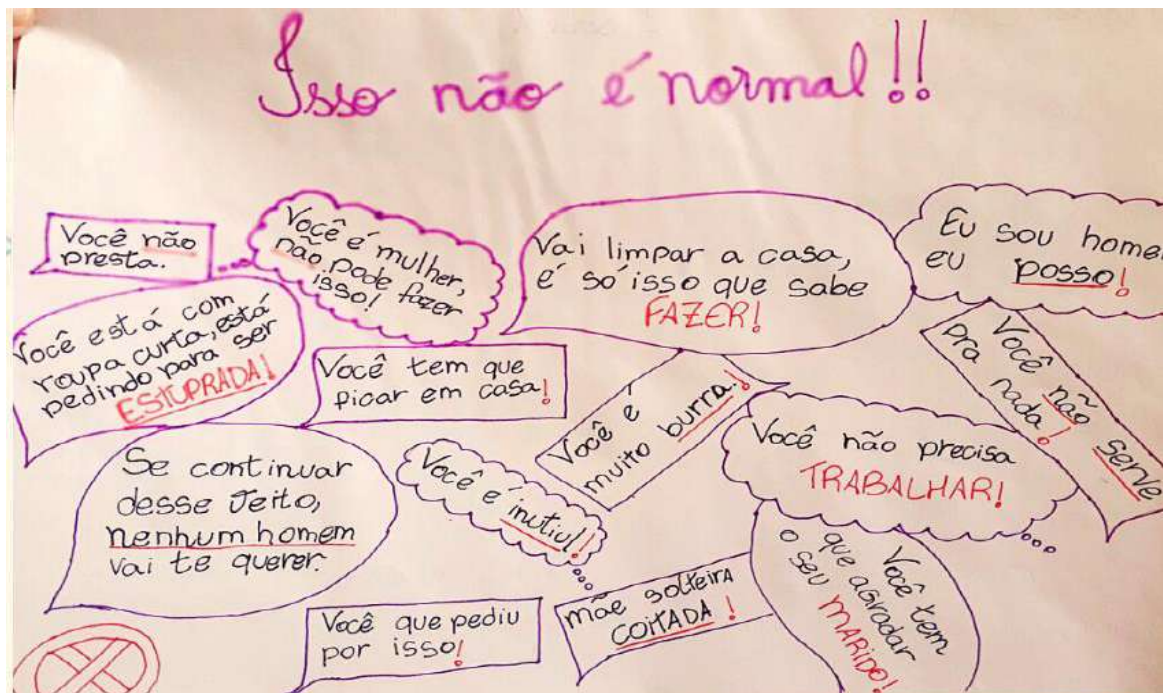 Isso não é normal!!
Você não
presta.
Você é mulher,
não pode fazer
isso!
Vai limpar a casa,
é só isso que sabe
FAZER!
Eu sou home
eu posso!
Você está com
roupa curta, está
pedindo para ser
ESTUPRADA!
Você tem que
ficar em casa!
Você é
muito burra!
Você não serve
pra nada!
Você não precisa
TRABALHAR!
Se continuar
desse Jeito,
nenhum homem
vai te querer.
Você é inutiul!
Você que pediu
por isso!
mãe solteira
COITADA!
Você tem
que agradar
o seu MARIDO!